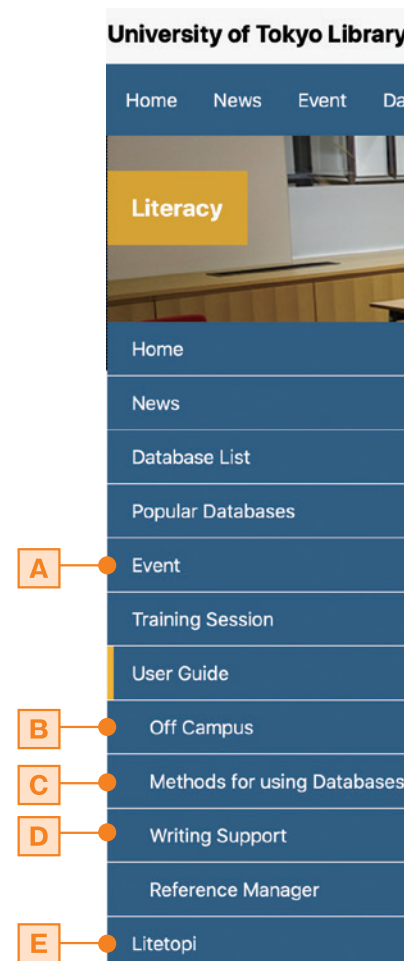 University of Tokyo Library
Home News Event Da
Literacy
Home
News
Database List
Popular Databases
A Event
Training Session
User Guide
B Off Campus
C Methods for using Databases
D Writing Support
Reference Manager
E Litetopi